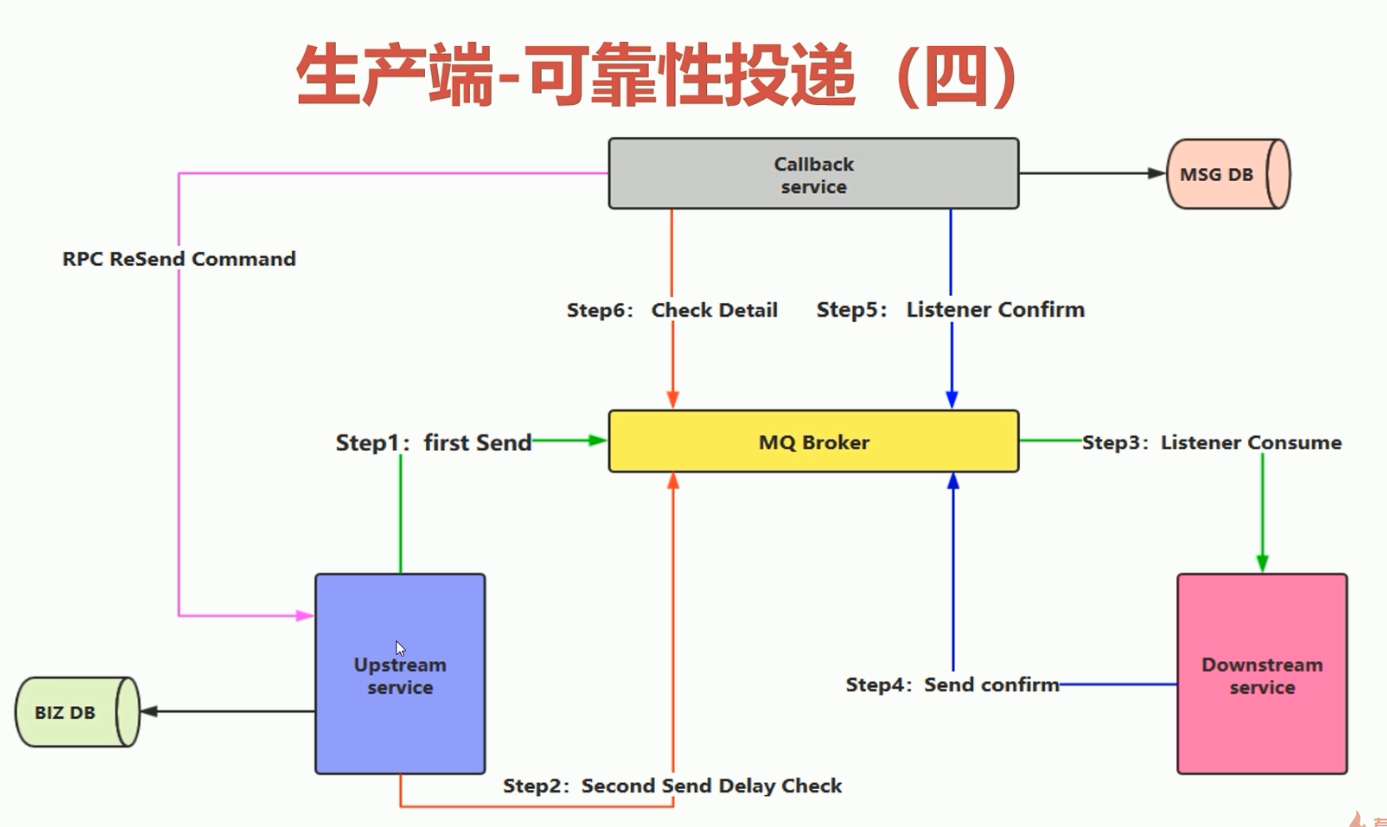 生产端-可靠性投递（四）
Callback
service
MSG DB
RPC ReSend Command
Step6： Check Detail
Step5： Listener Confirm
Step1：first Send
MQ Broker
Step3：Listener Consume
Upstream
service
Downstream
service
Step4：Send confirm
BIZ DB
Step2：Second Send Delay Check